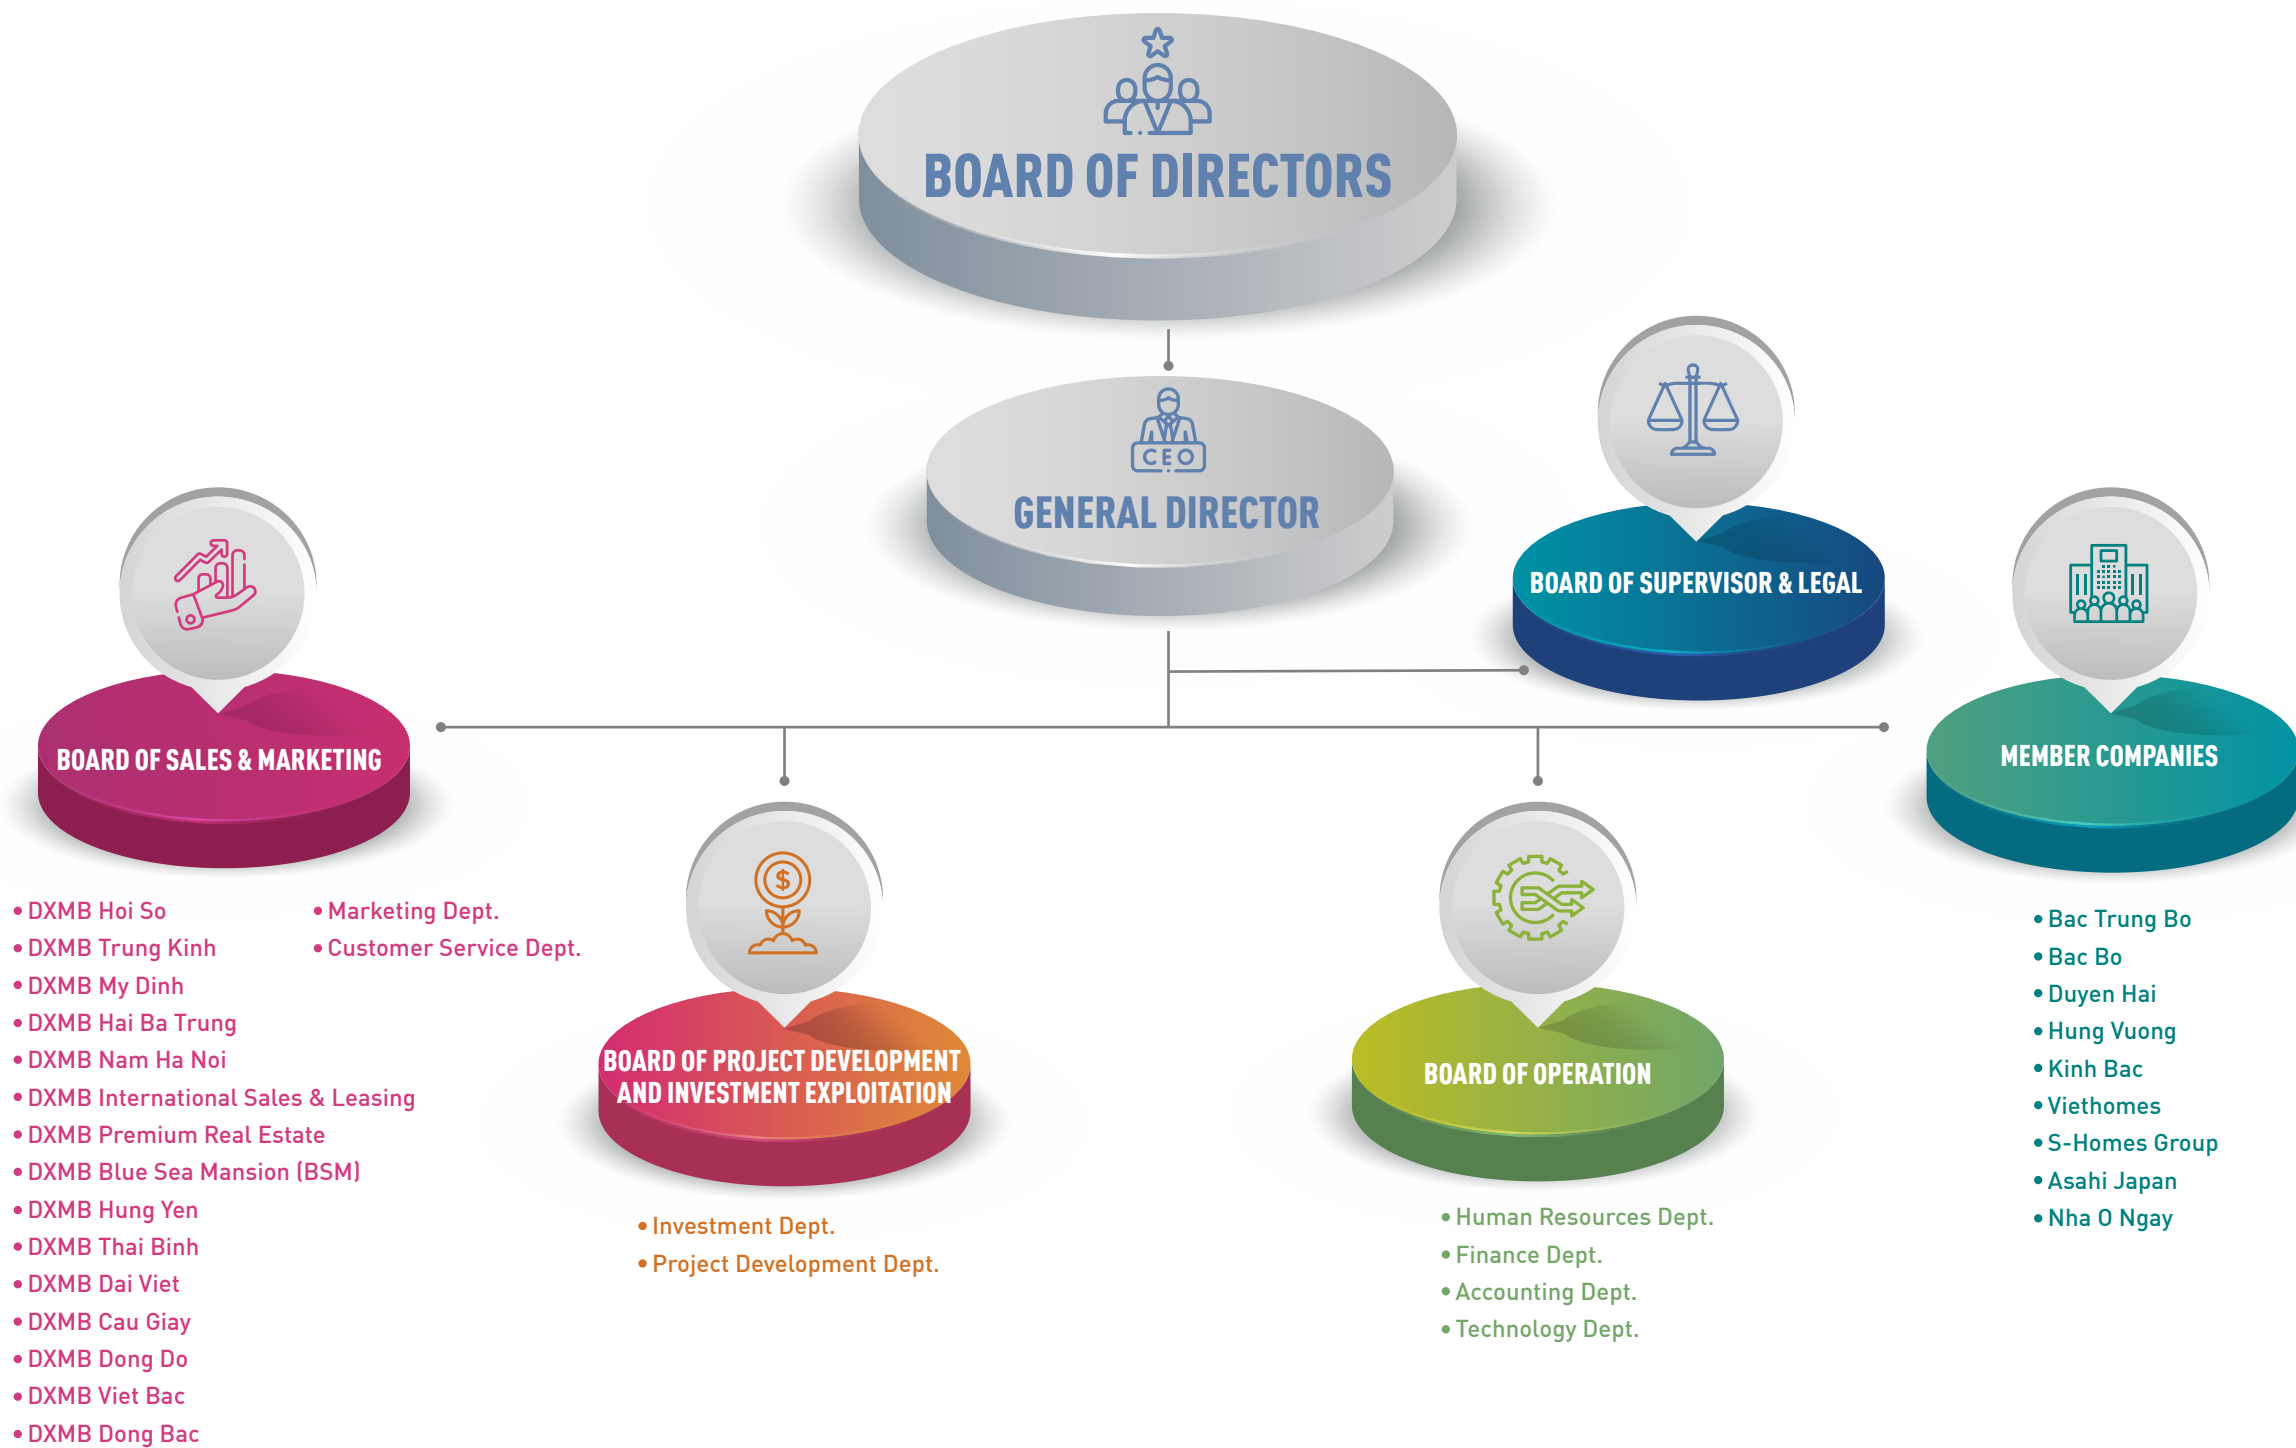 BOARD OF DIRECTORS
CEO
GENERAL DIRECTOR
BOARD OF SUPERVISOR & LEGAL
BOARD OF SALES & MARKETING
MEMBER COMPANIES
• DXMB Hoi So
• DXMB Trung Kinh
• DXMB My Dinh
• DXMB Hai Ba Trung
• DXMB Nam Ha Noi
• DXMB International Sales & Leasing
• DXMB Premium Real Estate
• DXMB Blue Sea Mansion (BSM)
• DXMB Hung Yen
• DXMB Thai Binh
• DXMB Dai Viet
• DXMB Cau Giay
• DXMB Dong Do
• DXMB Viet Bac
• DXMB Dong Bac
• Marketing Dept.
• Customer Service Dept.
$
BOARD OF PROJECT DEVELOPMENT
AND INVESTMENT EXPLOITATION
• Investment Dept.
• Project Development Dept.
BOARD OF OPERATION
• Human Resources Dept.
• Finance Dept.
• Accounting Dept.
• Technology Dept.
• Bac Trung Bo
• Bac Bo
• Duyen Hai
• Hung Vuong
• Kinh Bac
• Viethomes
• S-Homes Group
• Asahi Japan
• Nha O Ngay